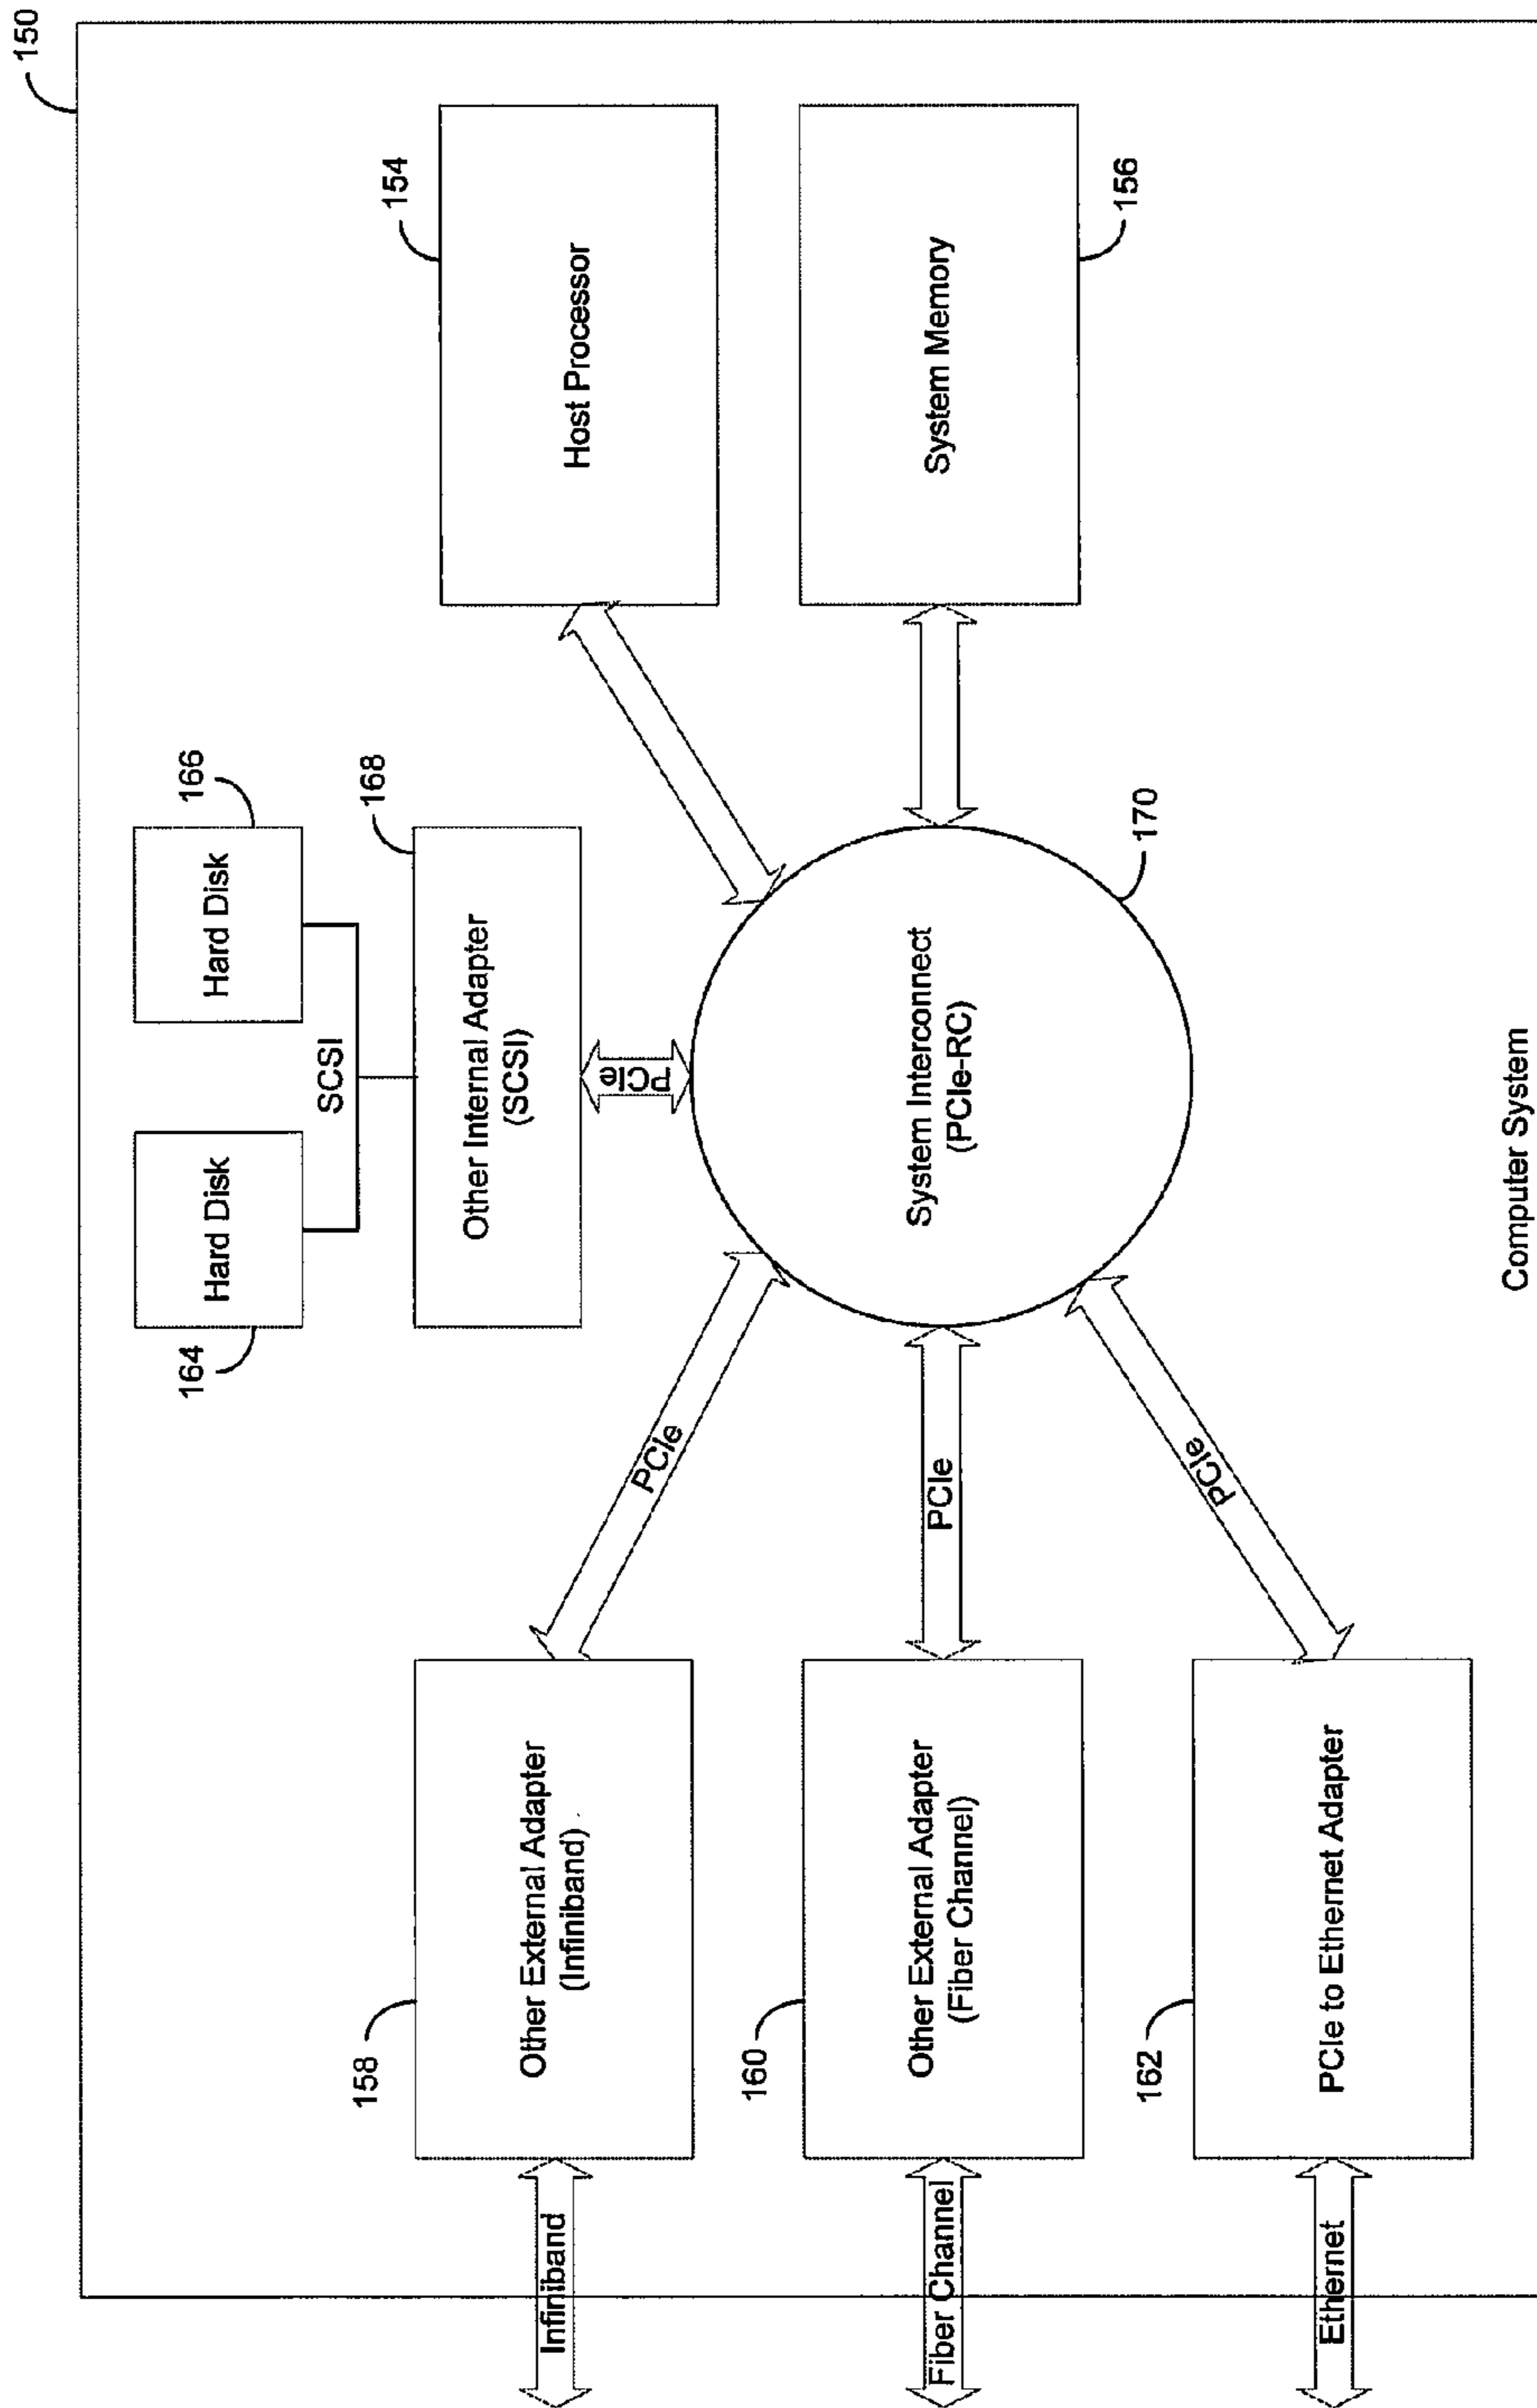 150
Hard Disk
Hard Disk
164
166
SCSI
Other Internal Adapter
(SCSI)
168
154
Host Processor
158
Other External Adapter
(Infiniband)
Infiniband
PCIe
PCIe
160
Other External Adapter
(Fiber Channel)
Fiber Channel
PCIe
System Interconnect
(PCIe-RC)
System Memory
156
170
162
PCIe to Ethernet Adapter
Ethernet
PCIe
Computer System